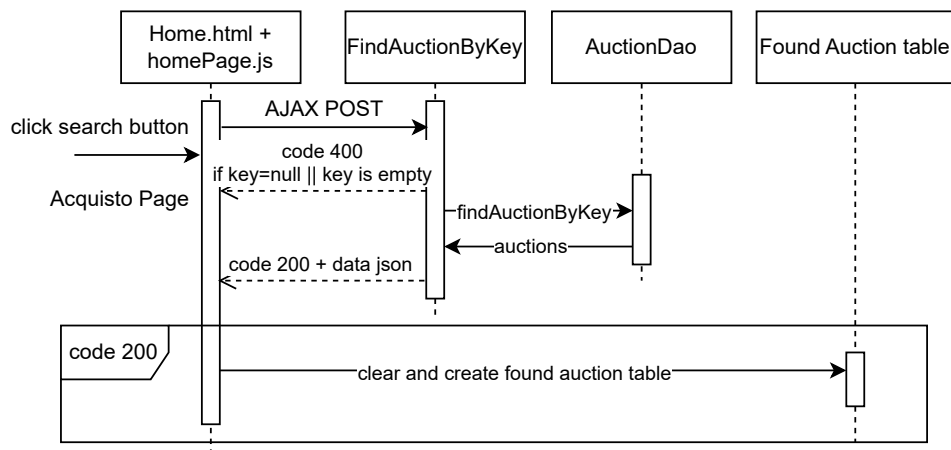 Home.html +
homePage.js
FindAuctionByKey
AuctionDao
Found Auction table
AJAX POST
click search button
code 400
if key=null || key is empty
Acquisto Page
findAuctionByKey
auctions
code 200 + data json
code 200
clear and create found auction table